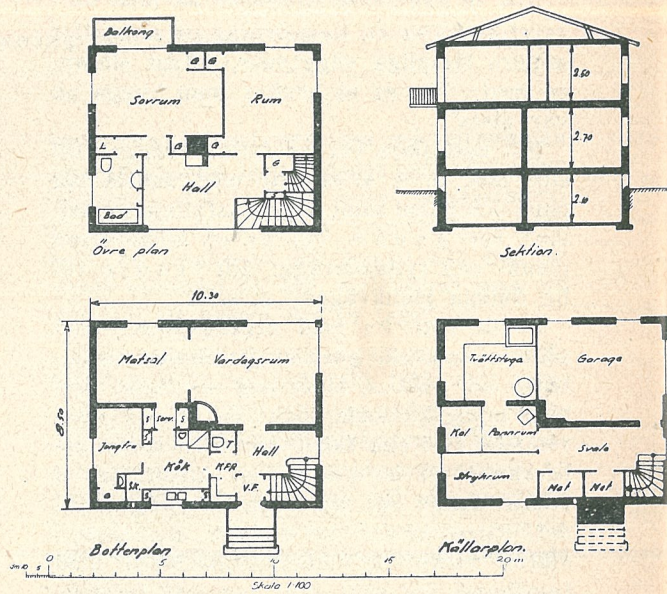 Balkong
G G
Sovrum
Rum
L
G G
G
Hall
Bad
Övre plan
2.50
2.70
Sektion.
10.30
8.50
Matsal
Vardagsrum
S Serv. S
Jungfru
T
Hall
Kök
K.F.R
Sk.
G
S
S
V.F.
Bottenplan
Tvättstuga
Garage
Kol
Pannrum
Svale
Strykrum
Mat
Mat
Källarplan.
0 5 10 15 20 m
Skala 1:100